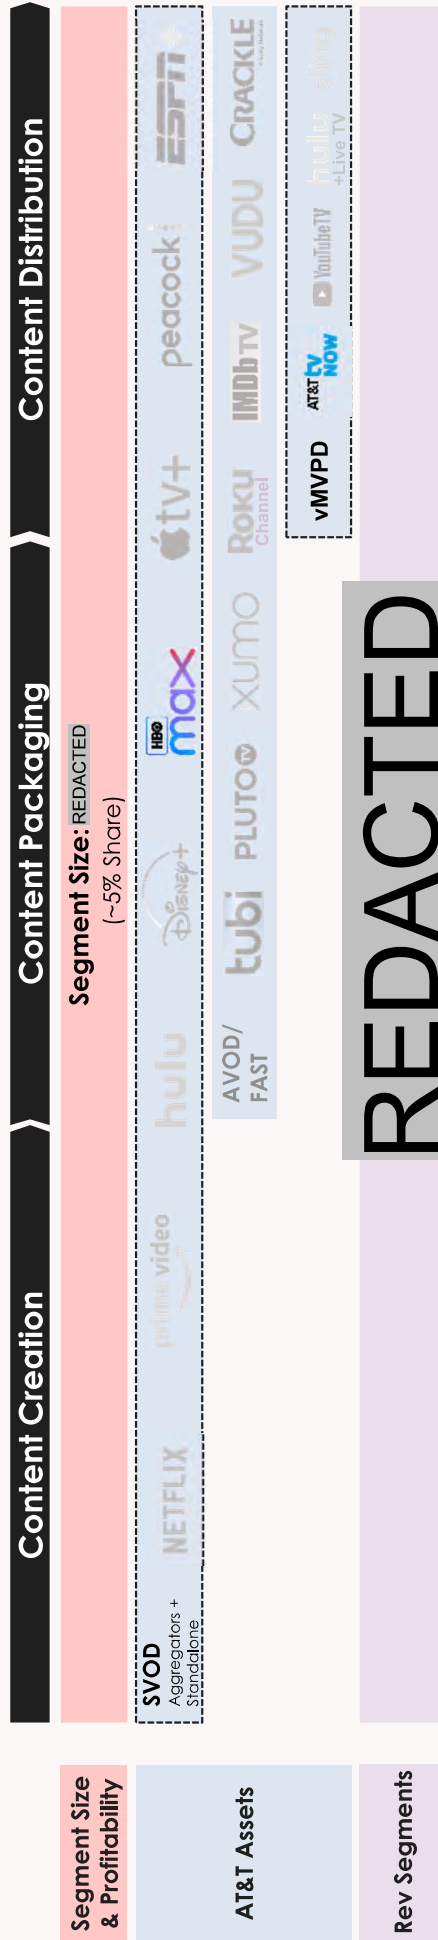 Content Creation
Content Packaging
Content Distribution
Segment Size
& Profitability
Segment Size: REDACTED
(~5% Share)
AT&T Assets
SVOD
Aggregators +
Standalone
NETFLIX
prime video
hulu
Disney+
HBO
max
tv+
peacock
ESPN+
AVOD/
FAST
tubi
PLUTO TV
XUMO
ROKU
Channel
IMDb TV
VUDU
CRACKLE
vMVPD
AT&T tv
NOW
YouTubeTV
hulu
+Live TV
sling
Rev Segments
REDACTED